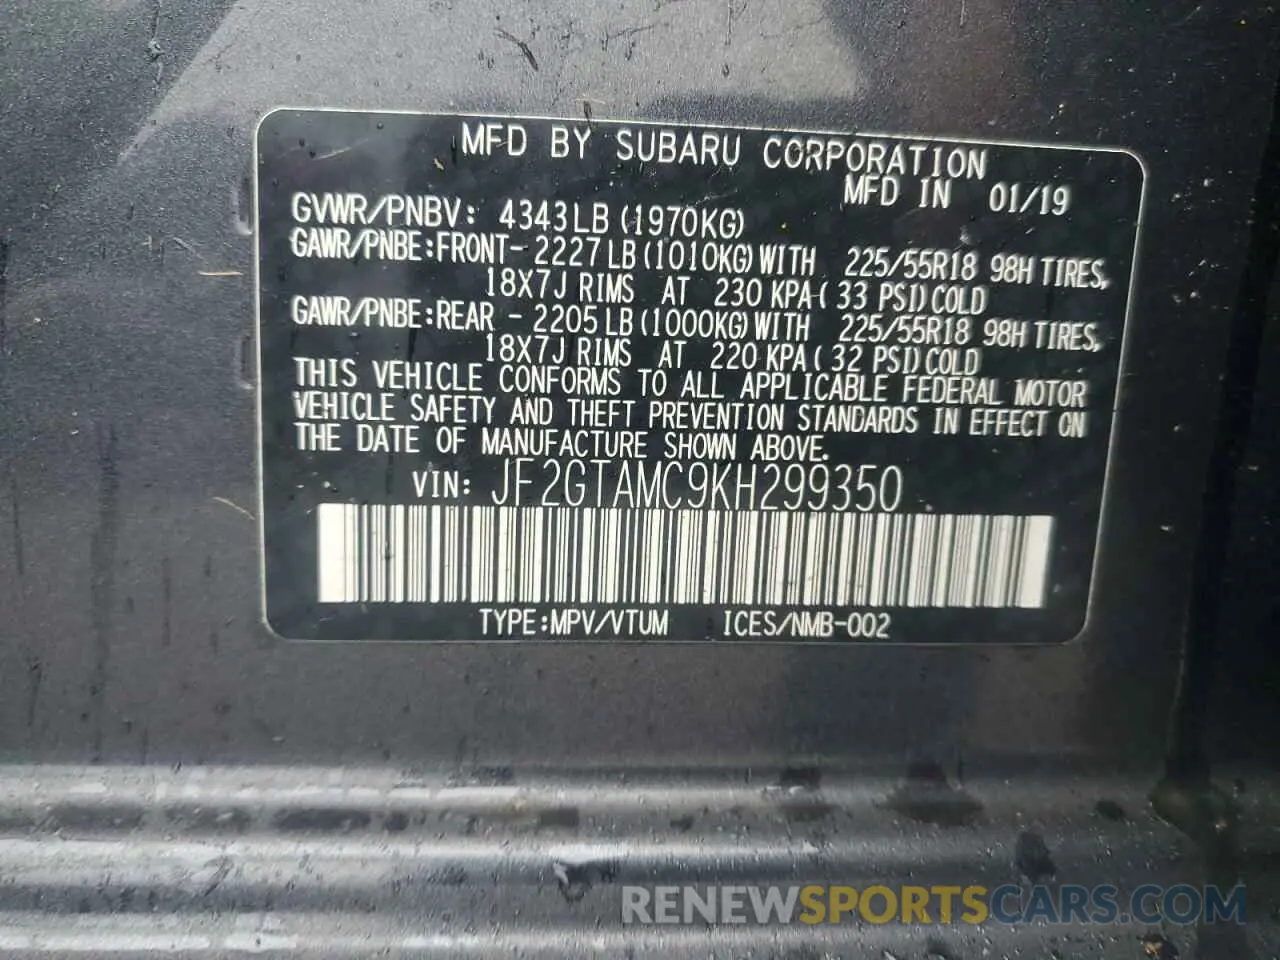 MFD BY SUBARU CORPORATION
MFD IN 01/19
GVWR/PNBV: 4343LB (1970KG)
GAWR/PNBE:FRONT- 2227 LB (1010KG) WITH 225/55R18 98H TIRES,
18X7J RIMS AT 230 KPA ( 33 PSI) COLD
GAWR/PNBE:REAR - 2205 LB (1000KG) WITH 225/55R18 98H TIRES,
18X7J RIMS AT 220 KPA ( 32 PSI) COLD
THIS VEHICLE CONFORMS TO ALL APPLICABLE FEDERAL MOTOR
VEHICLE SAFETY AND THEFT PREVENTION STANDARDS IN EFFECT ON
THE DATE OF MANUFACTURE SHOWN ABOVE.
VIN: JF2GTAMC9KH299350
TYPE:MPV/VTUM ICES/NMB-002
RENEWSPORTSCARS.COM